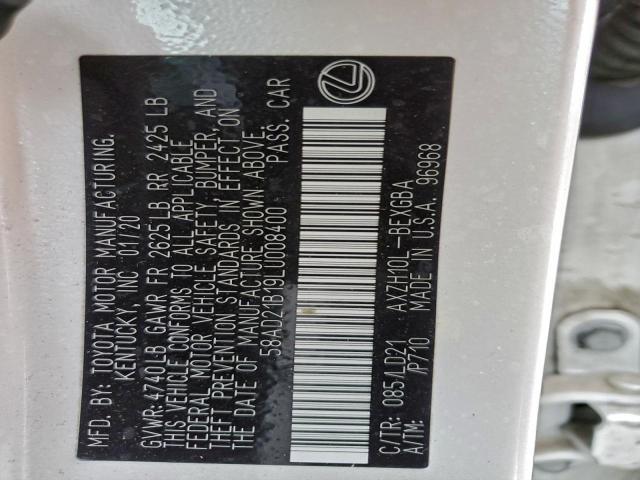 MFD. BY: TOYOTA MOTOR MANUFACTURING.
KENTUCKY, INC 01/20
GVWR:4740LB GAWR FR 2625LB RR 2425 LB
THIS VEHICLE CONFORMS TO ALL APPLICABLE
FEDERAL MOTOR VEHICLE SAFETY, BUMPER, AND
THEFT PREVENTION STANDARDS IN EFFECT ON
THE DATE OF MANUFACTURE SHOWN ABOVE.
58AD21B19LU008400 PASS. CAR
C/TR: 085/LD21 AXZH10L-BEXGBA
A/TM: /P710 MADE IN U.S.A. 96968